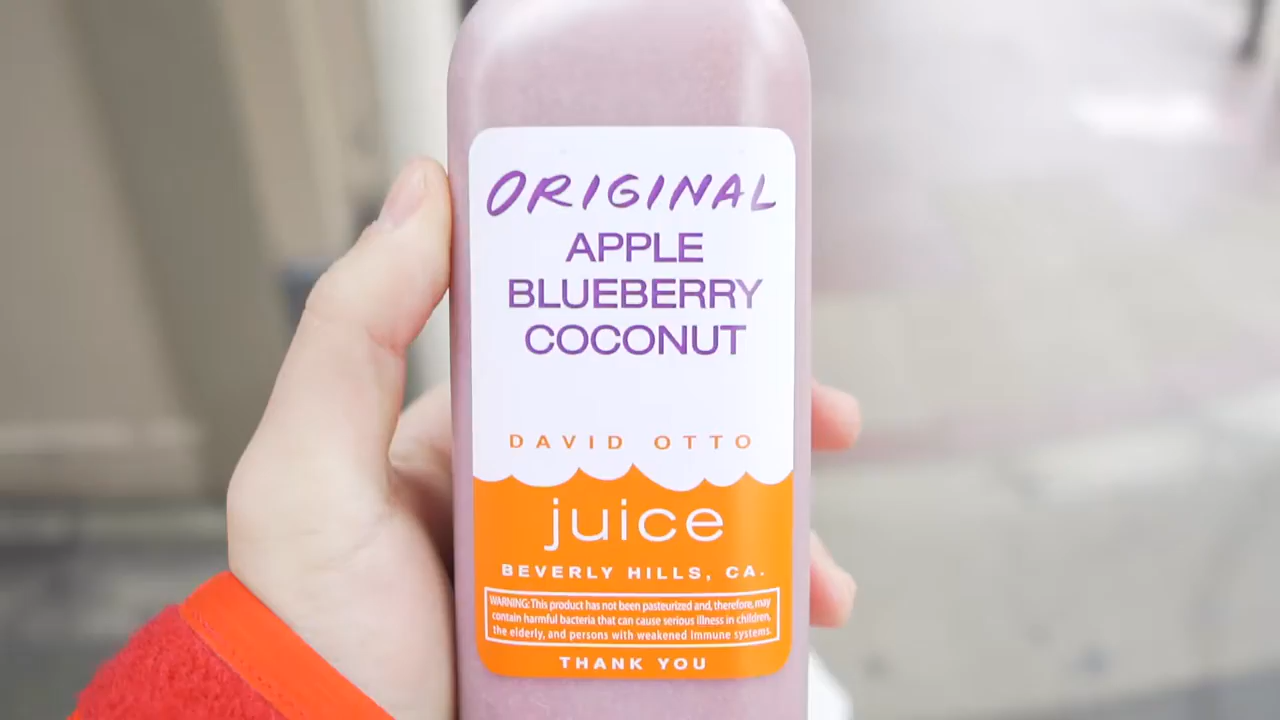 ORIGINAL
APPLE
BLUEBERRY
COCONUT
DAVID OTTO
juice
BEVERLY HILLS, CA.
WARNING: This product has not been pasteurized and, therefore, may
contain harmful bacteria that can cause serious illness in children,
the elderly, and persons with weakened immune systems.
THANK YOU